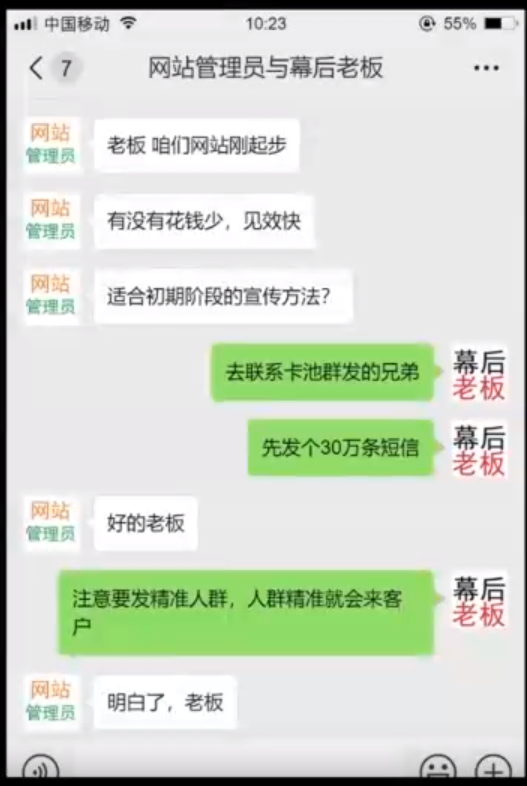 中国移动 10:23 55%
7 网站管理员与幕后老板 ...
网站
管理员
老板 咱们网站刚起步
网站
管理员
有没有花钱少，见效快
网站
管理员
适合初期阶段的宣传方法？
去联系卡池群发的兄弟
幕后
老板
先发个30万条短信
幕后
老板
网站
管理员
好的老板
注意要发精准人群，人群精准就会来客
户
幕后
老板
网站
管理员
明白了，老板